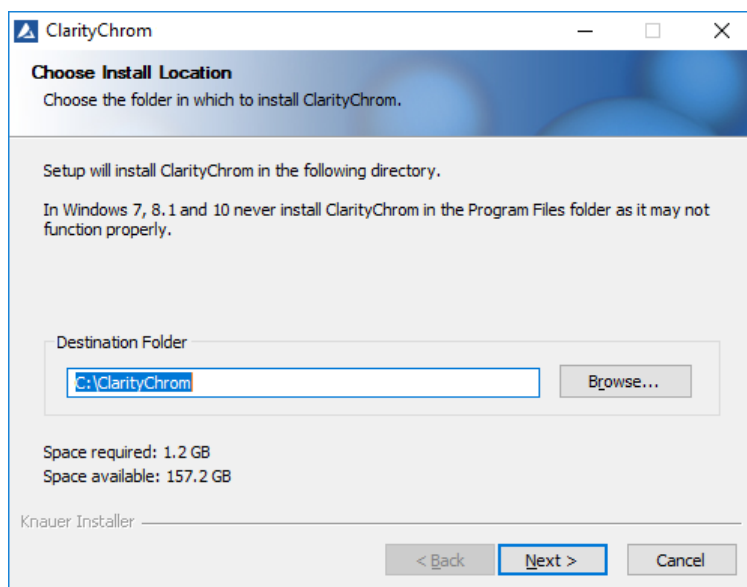 ClarityChrom
Choose Install Location
Choose the folder in which to install ClarityChrom.
Setup will install ClarityChrom in the following directory.
In Windows 7, 8.1 and 10 never install ClarityChrom in the Program Files folder as it may not
function properly.
Destination Folder
C:\ClarityChrom
Browse...
Space required: 1.2 GB
Space available: 157.2 GB
Knauer Installer
< Back
Next >
Cancel